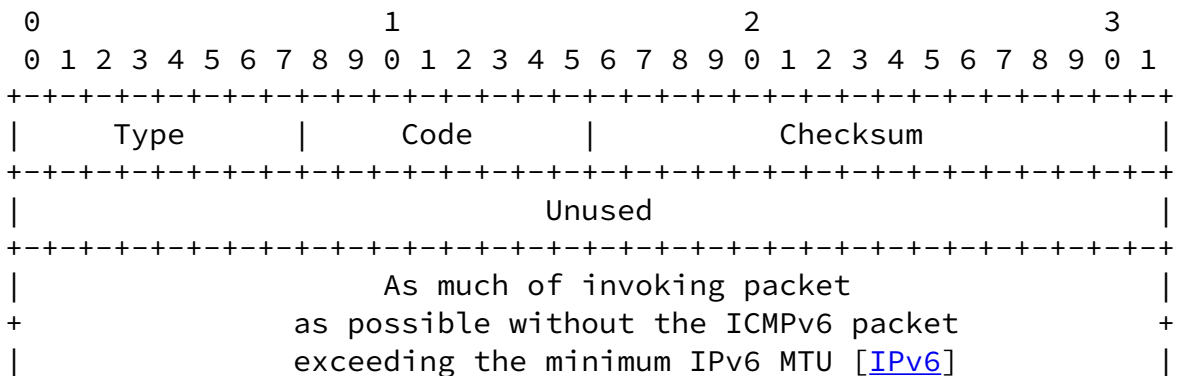 0                   1                   2                   3
 0 1 2 3 4 5 6 7 8 9 0 1 2 3 4 5 6 7 8 9 0 1 2 3 4 5 6 7 8 9 0 1
+-+-+-+-+-+-+-+-+-+-+-+-+-+-+-+-+-+-+-+-+-+-+-+-+-+-+-+-+-+-+-+-+
|     Type      |     Code      |          Checksum             |
+-+-+-+-+-+-+-+-+-+-+-+-+-+-+-+-+-+-+-+-+-+-+-+-+-+-+-+-+-+-+-+-+
|                             Unused                            |
+-+-+-+-+-+-+-+-+-+-+-+-+-+-+-+-+-+-+-+-+-+-+-+-+-+-+-+-+-+-+-+-+
|                    As much of invoking packet                 |
+               as possible without the ICMPv6 packet           +
|               exceeding the minimum IPv6 MTU [IPv6]           |